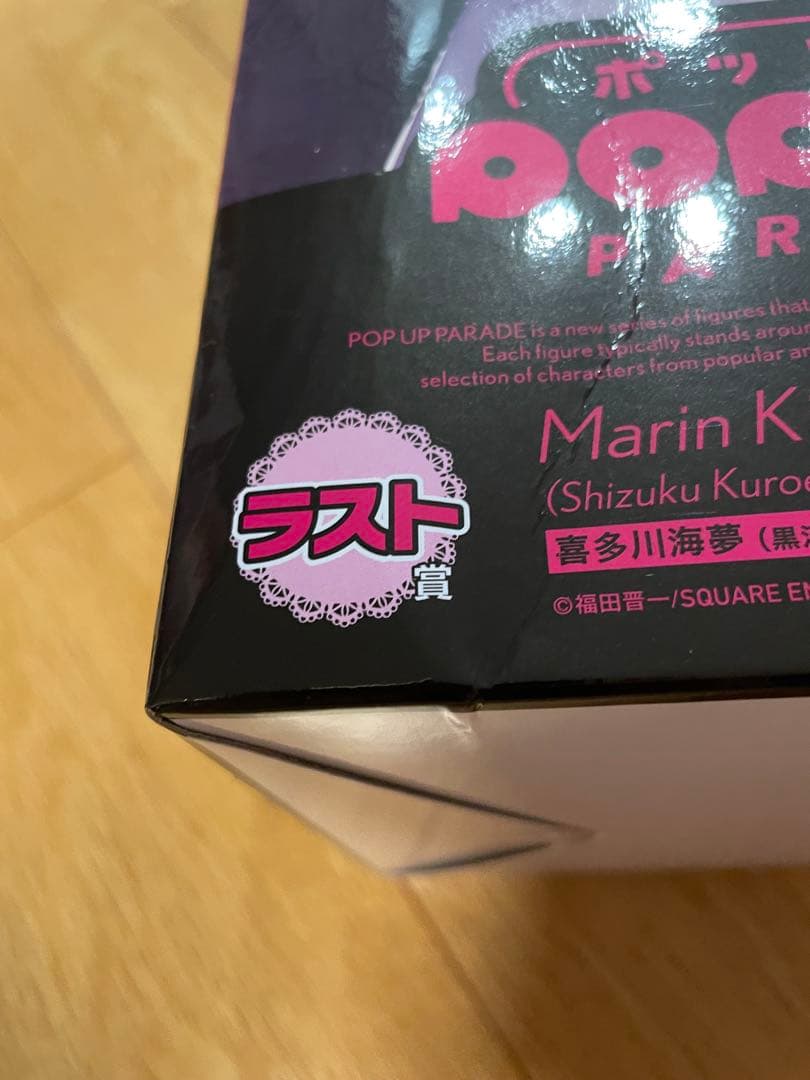 ポッ
POP
PAR
POP UP PARADE is a new series of figures that
Each figure typically stands arou
selection of characters from popular an
Marin K
(Shizuku Kuroe
喜多川海夢（黒
©福田晋一/SQUARE EN
ラスト
賞